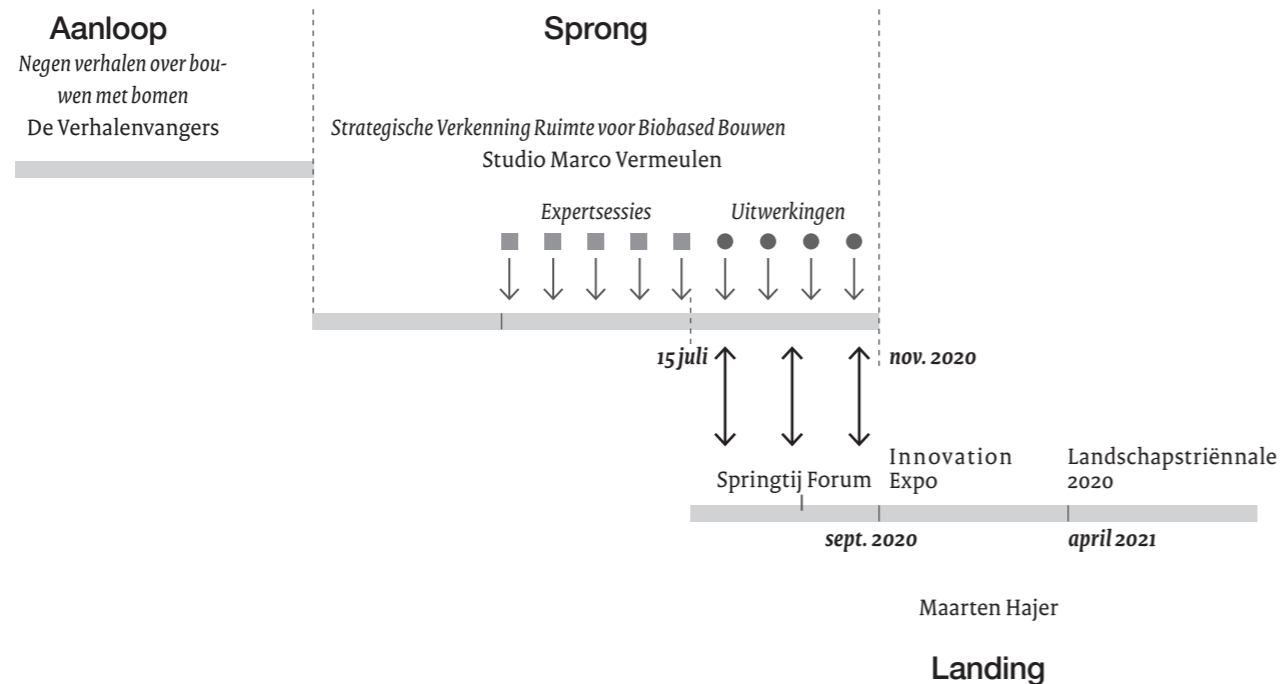 Aanloop
Negen verhalen over bou-
wen met bomen
De Verhalenvangers
Sprong
Strategische Verkenning Ruimte voor Biobased Bouwen
Studio Marco Vermeulen
Expertsessies
Uitwerkingen
15 juli
nov. 2020
Springtij Forum
Innovation
Expo
Landschapstriënnale
2020
sept. 2020
april 2021
Maarten Hajer
Landing